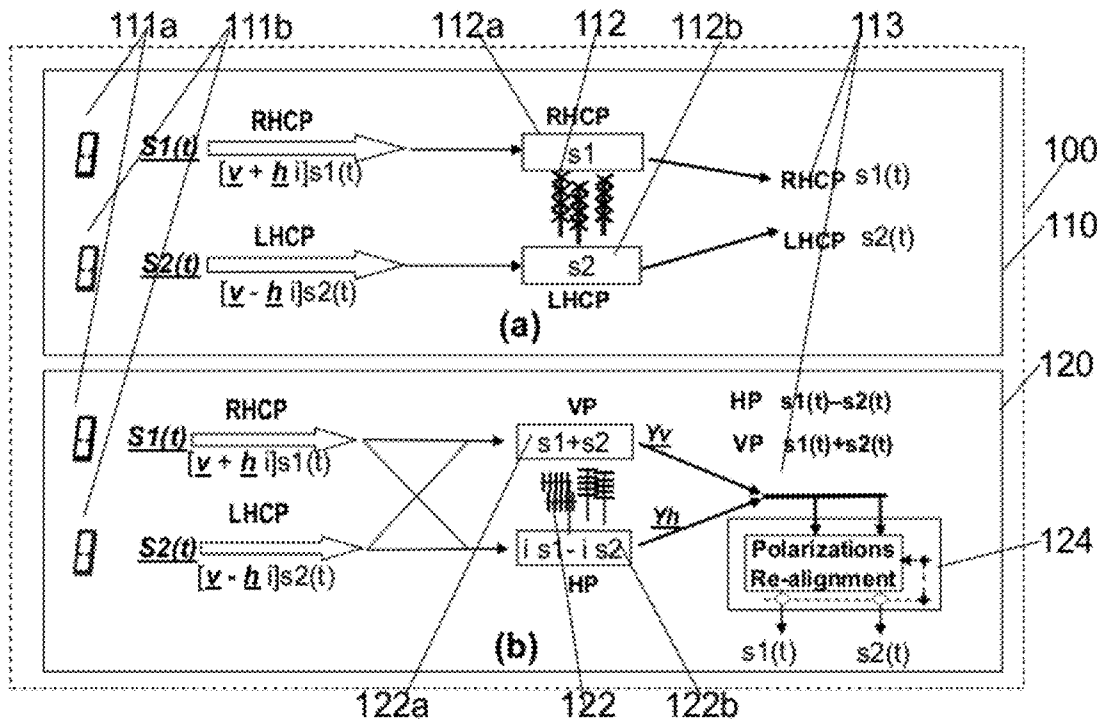 111a 111b 112a 112 112b 113
RHCP
S1(t)
[v + h i]s1(t)
RHCP
s1
RHCP s1(t)
100
110
LHCP
S2(t)
[v - h i]s2(t)
s2
LHCP
LHCP s2(t)
(a)
120
RHCP
S1(t)
[v + h i]s1(t)
VP
s1+s2
Yv
HP s1(t)-s2(t)
VP s1(t)+s2(t)
LHCP
S2(t)
[v - h i]s2(t)
i s1 - i s2
HP
Yh
Polarizations
Re-alignment
124
s1(t) s2(t)
(b)
122a 122 122b